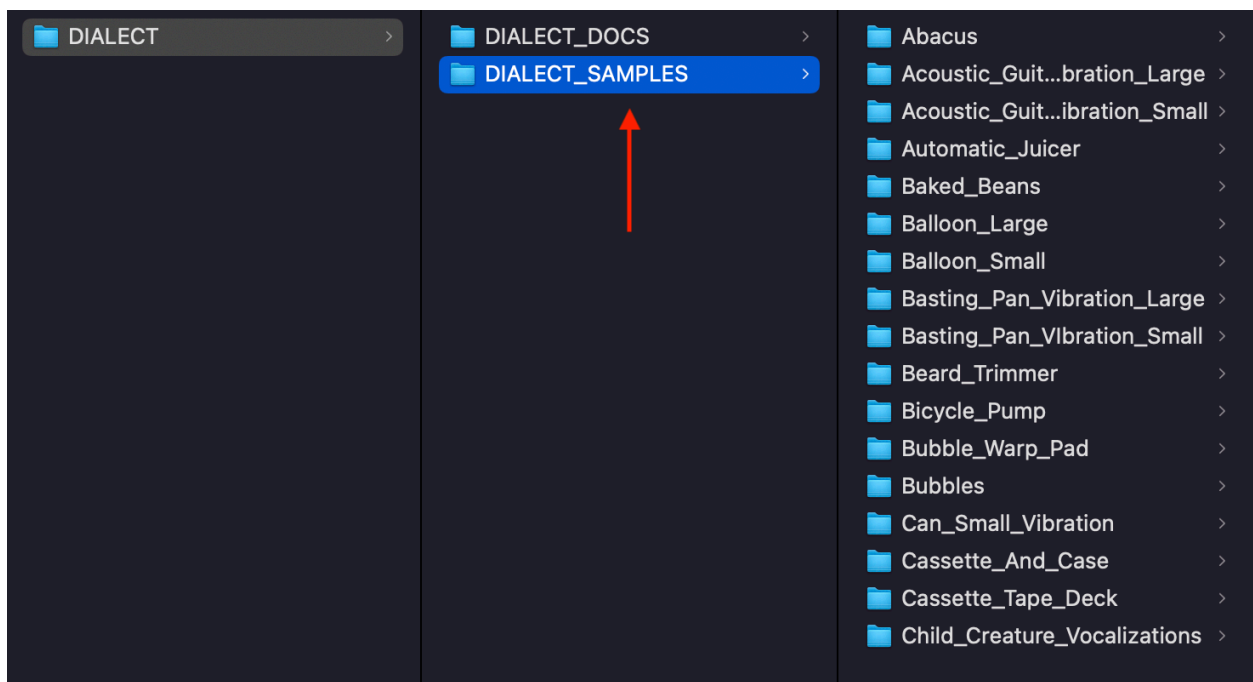 DIALECT
DIALECT_DOCS
DIALECT_SAMPLES
Abacus
Acoustic_Guit...bration_Large
Acoustic_Guit...ibration_Small
Automatic_Juicer
Baked_Beans
Balloon_Large
Balloon_Small
Basting_Pan_Vibration_Large
Basting_Pan_VIbration_Small
Beard_Trimmer
Bicycle_Pump
Bubble_Warp_Pad
Bubbles
Can_Small_Vibration
Cassette_And_Case
Cassette_Tape_Deck
Child_Creature_Vocalizations